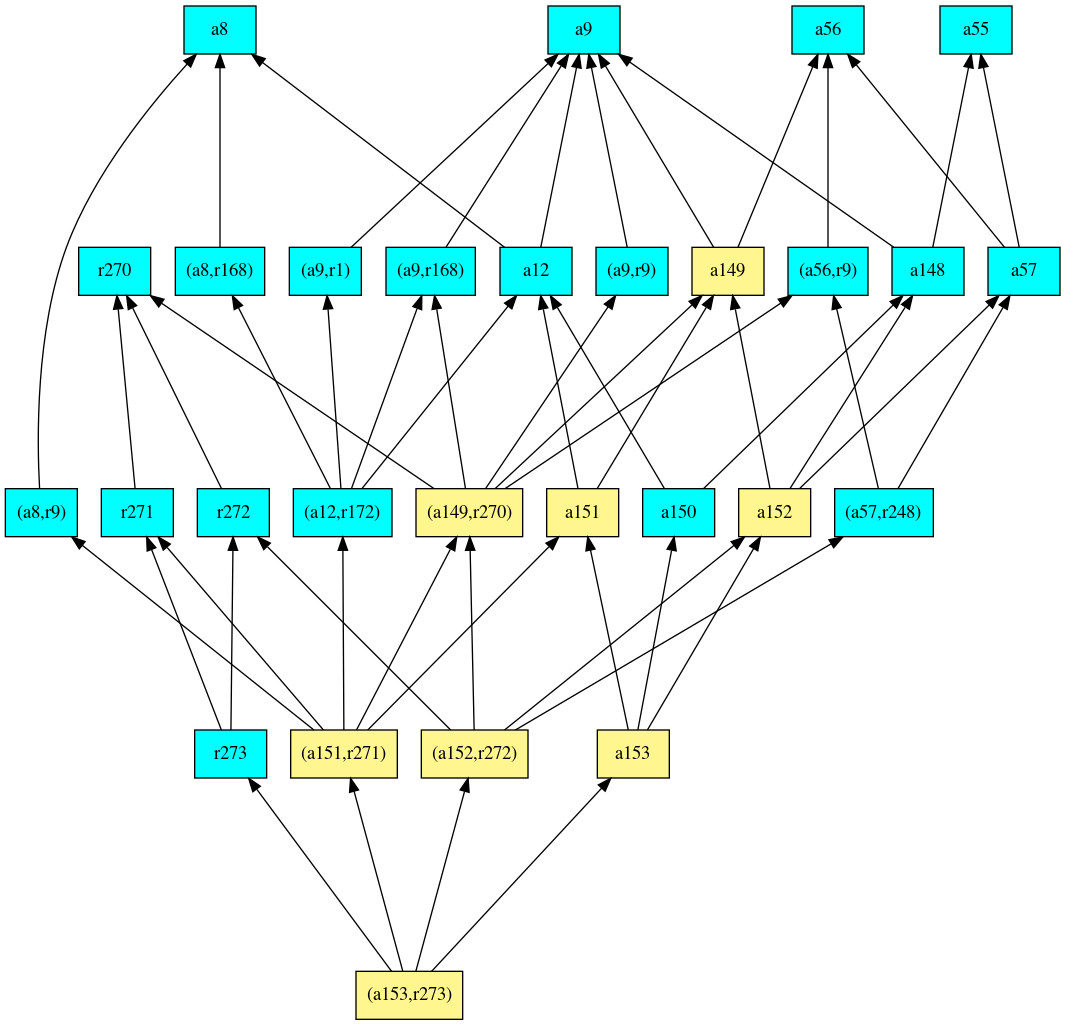 a8
a9
a56
a55
r270
(a8,r168)
(a9,r1)
(a9,r168)
a12
(a9,r9)
a149
(a56,r9)
a148
a57
(a8,r9)
r271
r272
(a12,r172)
(a149,r270)
a151
a150
a152
(a57,r248)
r273
(a151,r271)
(a152,r272)
a153
(a153,r273)